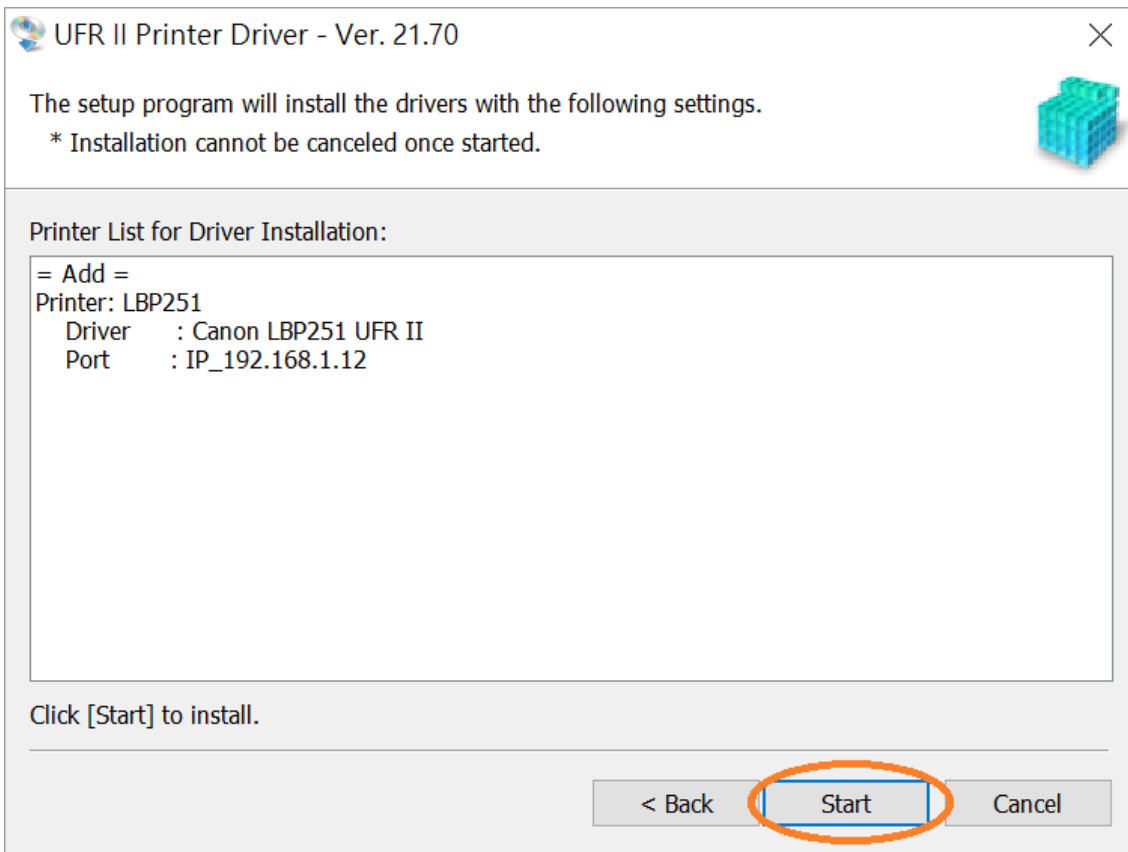 UFR II Printer Driver - Ver. 21.70
The setup program will install the drivers with the following settings.
* Installation cannot be canceled once started.
Printer List for Driver Installation:
= Add =
Printer: LBP251
Driver : Canon LBP251 UFR II
Port : IP_192.168.1.12
Click [Start] to install.
< Back Start Cancel